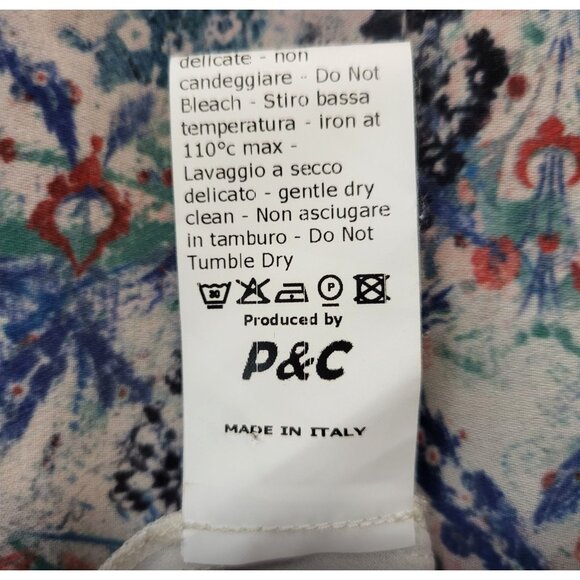 delicate - non
candeggiare - Do Not
Bleach - Stiro bassa
temperatura - iron at
110°c max -
Lavaggio a secco
delicato - gentle dry
clean - Non asciugare
in tamburo - Do Not
Tumble Dry
30 P
Produced by
P&C
MADE IN ITALY